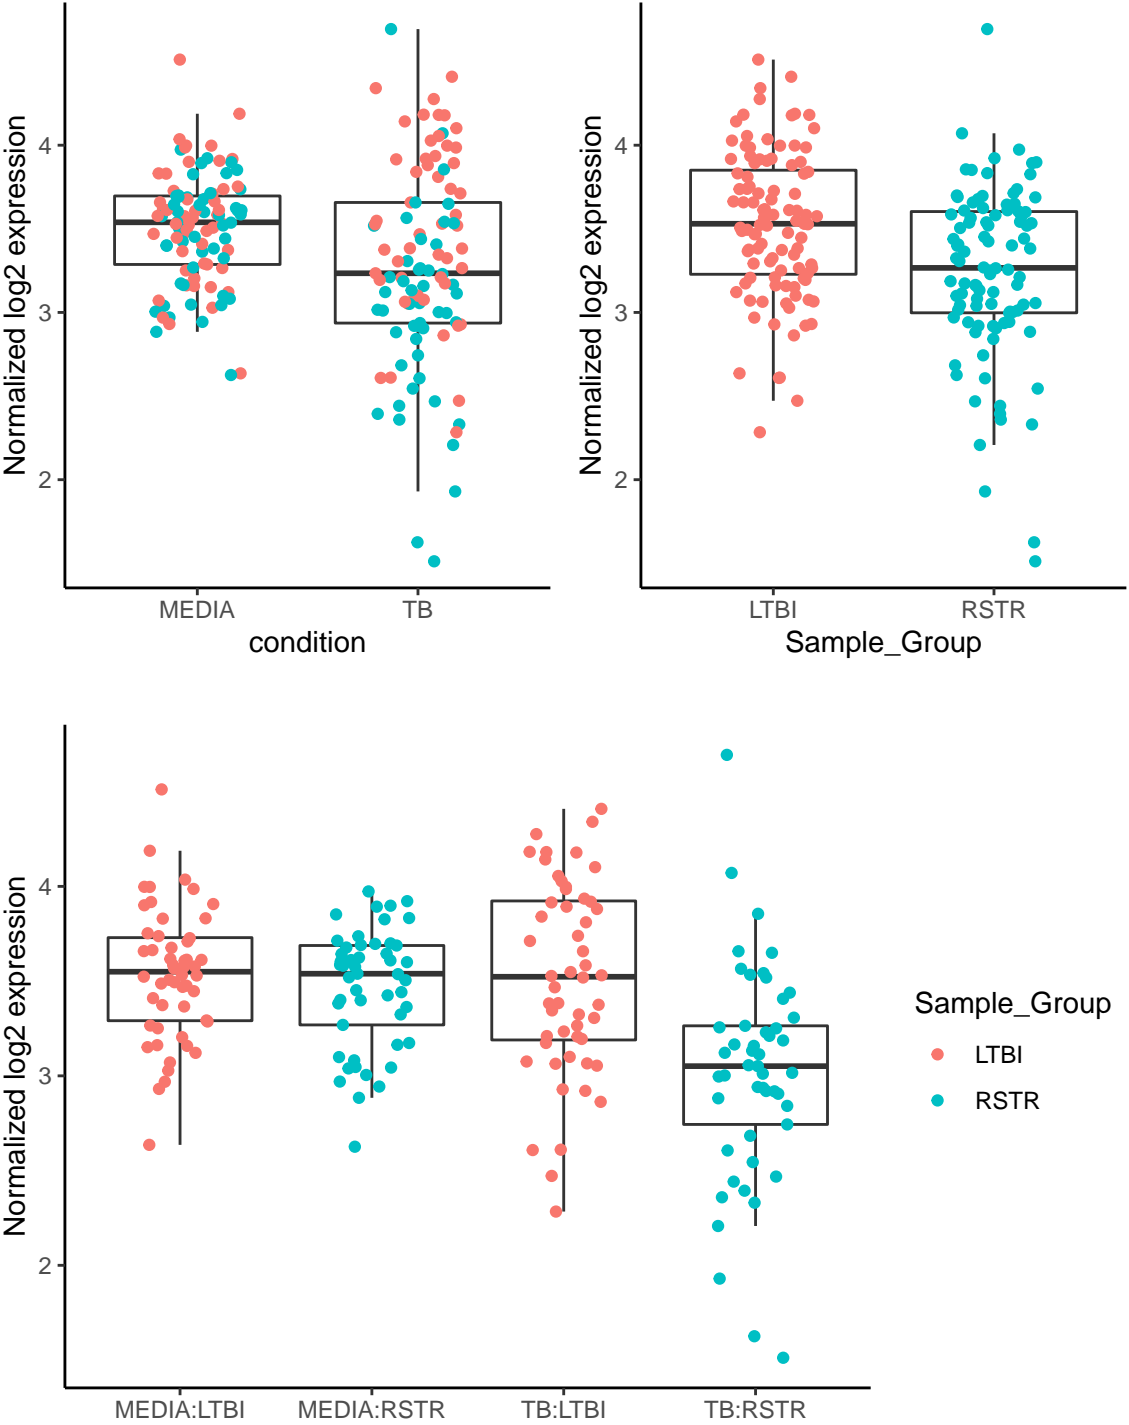 Normalized log2 expression
4
3
2
MEDIA TB
condition
Normalized log2 expression
4
3
2
LTBI RSTR
Sample_Group
Normalized log2 expression
4
3
2
MEDIA:LTBI MEDIA:RSTR TB:LTBI TB:RSTR
Sample_Group
LTBI
RSTR